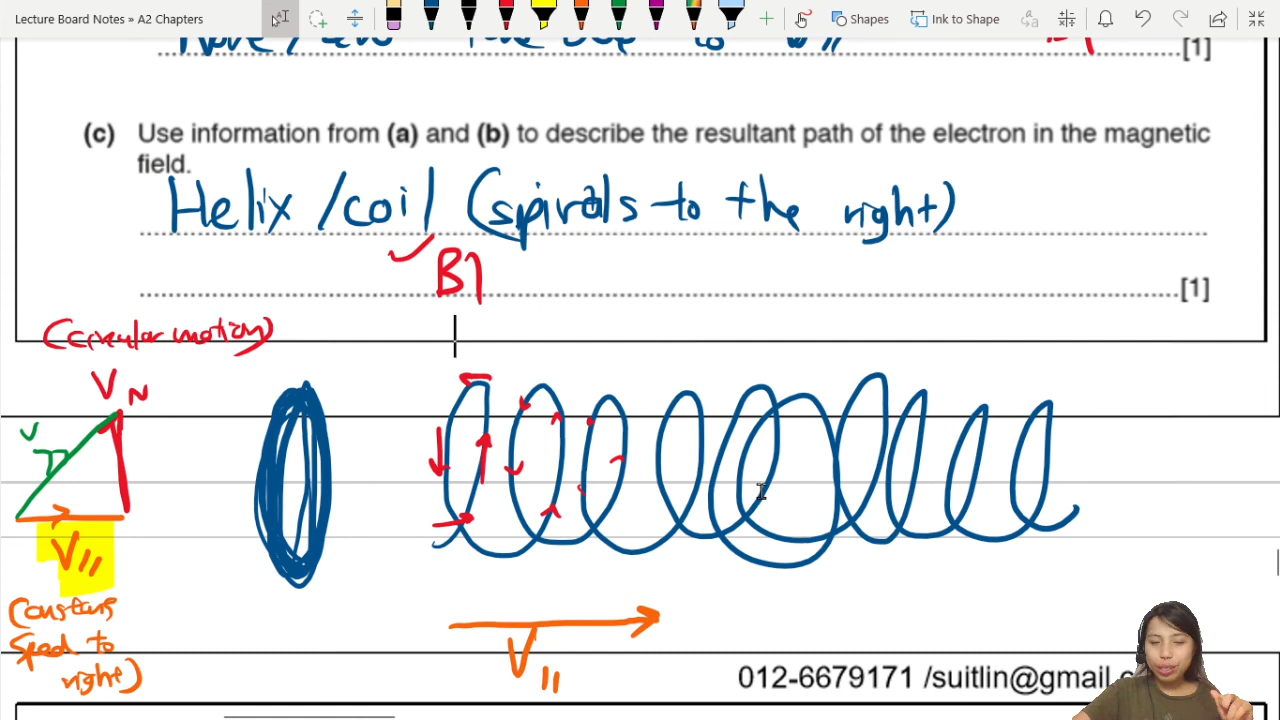 Lecture Board Notes » A2 Chapters
Shapes
Ink to Shape
[1]
(c) Use information from (a) and (b) to describe the resultant path of the electron in the magnetic
field.
Helix /coil (spirals to the right)
B1
[1]
(circular motion)
VN
V
V||
(constant
speed to
right)
V||
012-6679171 /suitlin@gmail.c